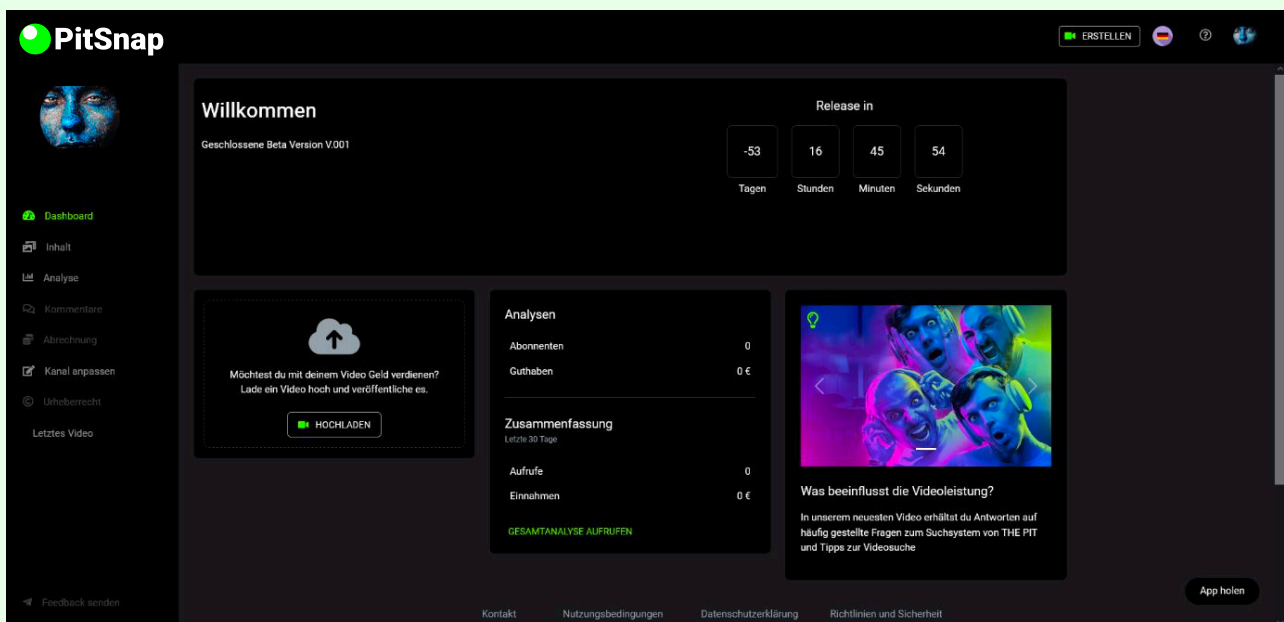 PitSnap
ERSTELLEN
Willkommen
Geschlossene Beta Version V.001
Release in
-53 16 45 54
Tagen Stunden Minuten Sekunden
Dashboard
Inhalt
Analyse
Kommentare
Abrechnung
Kanal anpassen
Urheberrecht
Letztes Video
Feedback senden
Möchtest du mit deinem Video Geld verdienen?
Lade ein Video hoch und veröffentliche es.
HOCHLADEN
Analysen
Abonnenten 0
Guthaben 0 €
Zusammenfassung
Letzte 30 Tage
Aufrufe 0
Einnahmen 0 €
GESAMTANALYSE AUFRUFEN
Was beeinflusst die Videoleistung?
In unserem neuesten Video erhältst du Antworten auf
häufig gestellte Fragen zum Suchsystem von THE PIT
und Tipps zur Videosuche
App holen
Kontakt Nutzungsbedingungen Datenschutzerklärung Richtlinien und Sicherheit